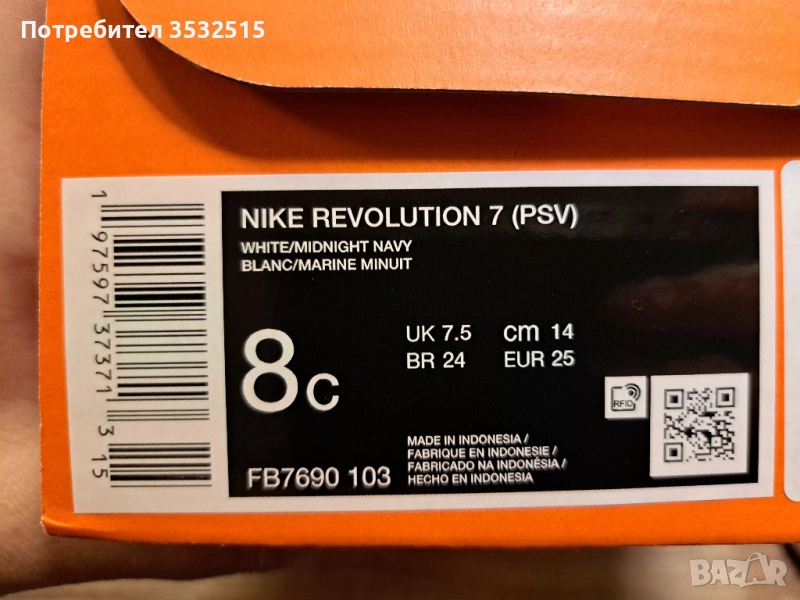 Потребител 3532515
NIKE REVOLUTION 7 (PSV)
WHITE/MIDNIGHT NAVY
BLANC/MARINE MINUIT
8C
UK 7.5 cm 14
BR 24 EUR 25
RFID
MADE IN INDONESIA /
FABRIQUE EN INDONESIE /
FABRICADO NA INDONÉSIA /
HECHO EN INDONESIA
FB7690 103
1 97597 37371 3 15
BAZAR